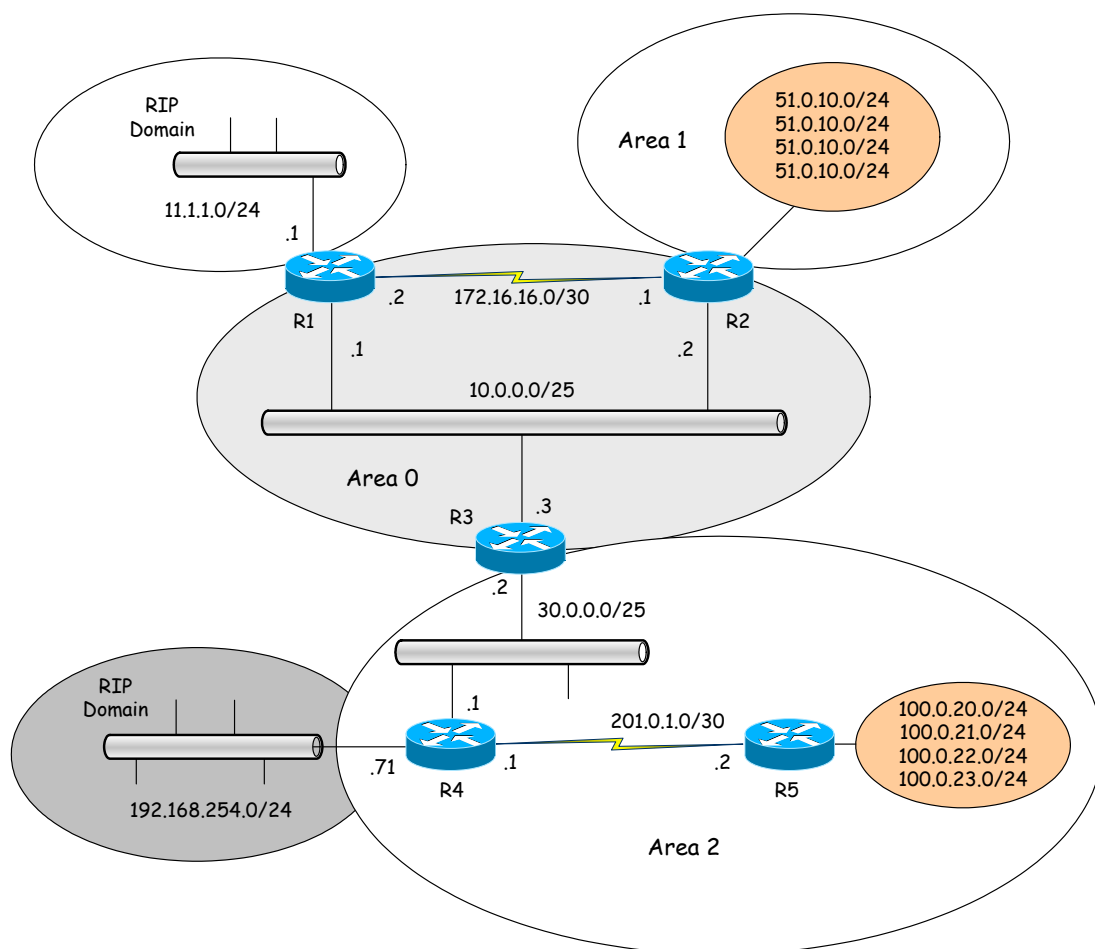 RIP
Domain
11.1.1.0/24
.1
Area 1
51.0.10.0/24
51.0.10.0/24
51.0.10.0/24
51.0.10.0/24
.2
172.16.16.0/30
.1
R1
R2
.1
.2
10.0.0.0/25
Area 0
R3
.3
.2
30.0.0.0/25
RIP
Domain
192.168.254.0/24
.71
.1
R4
.1
201.0.1.0/30
.2
R5
100.0.20.0/24
100.0.21.0/24
100.0.22.0/24
100.0.23.0/24
Area 2